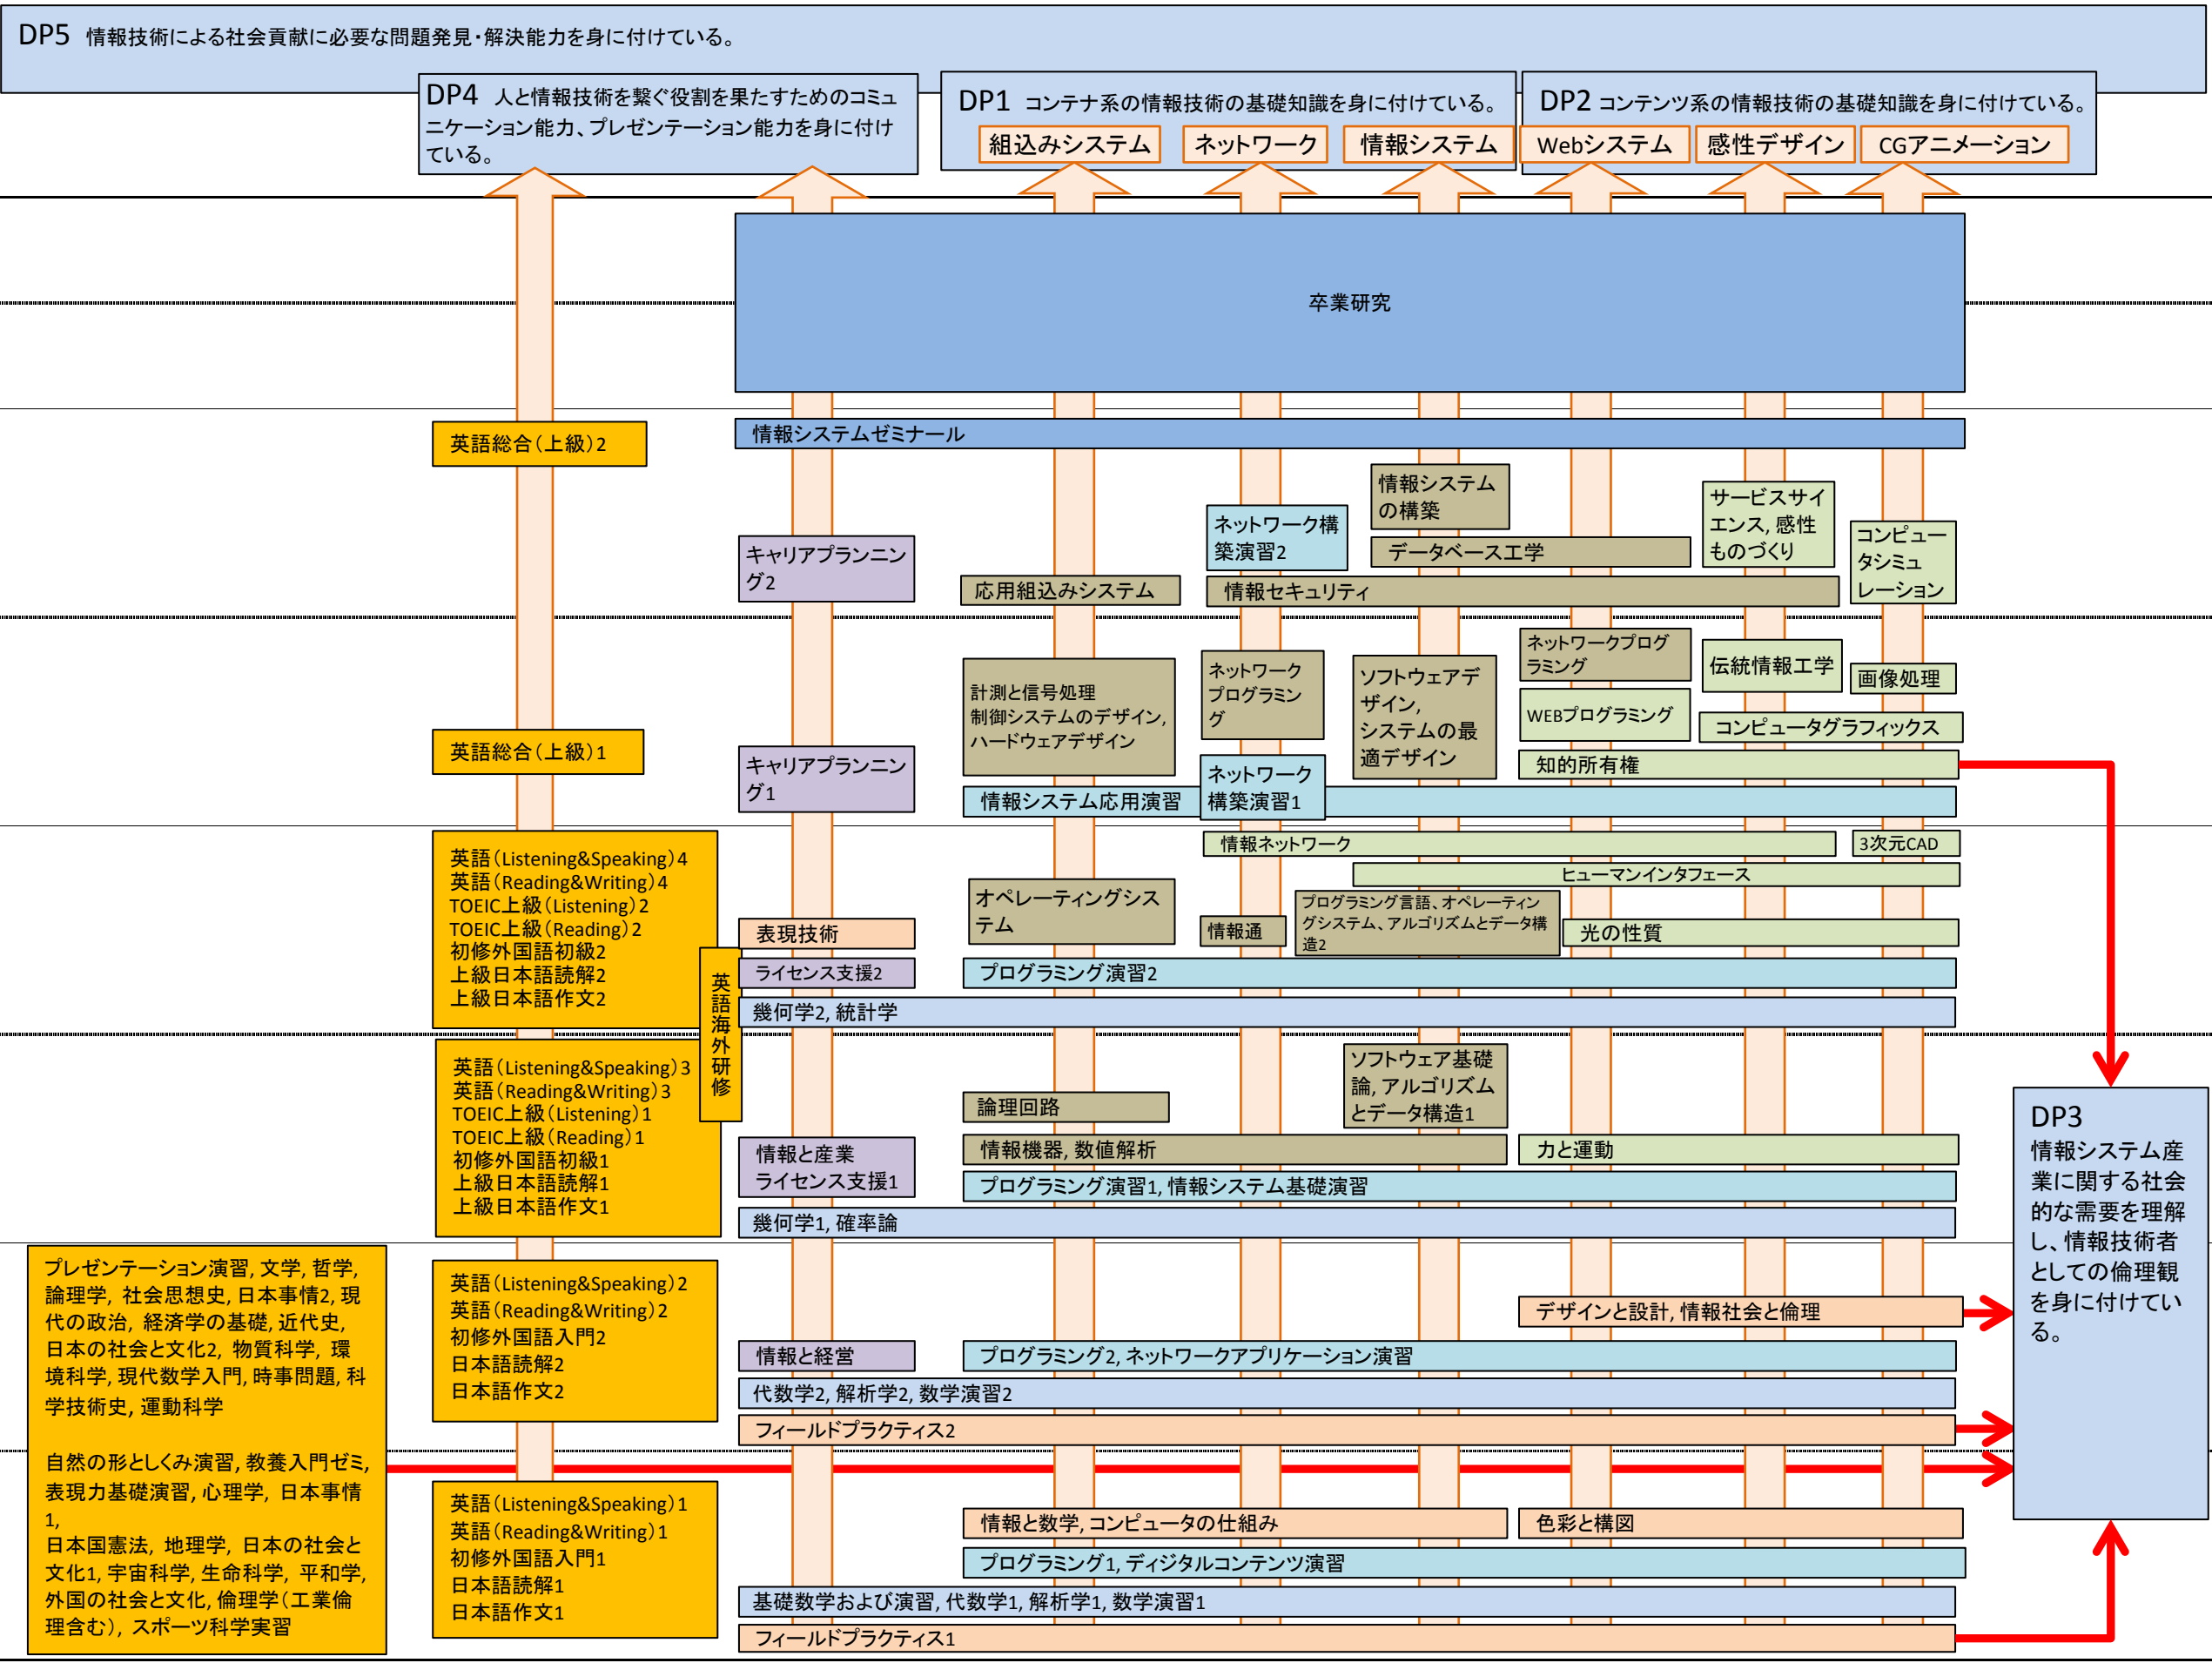 DP5 情報技術による社会貢献に必要な問題発見・解決能力を身に付けている。
DP4 人と情報技術を繋ぐ役割を果たすためのコミュ
ニケーション能力、プレゼンテーション能力を身に付け
ている。
DP1 コンテナ系の情報技術の基礎知識を身に付けている。
組込みシステム
ネットワーク
情報システム
DP2 コンテンツ系の情報技術の基礎知識を身に付けている。
Webシステム
感性デザイン
CGアニメーション
卒業研究
情報システムゼミナール
英語総合(上級)2
情報システム
の構築
サービスサイ
エンス, 感性
ものづくり
ネットワーク構
築演習2
コンピュー
タシミュ
レーション
キャリアプランニン
グ2
データベース工学
応用組込みシステム
情報セキュリティ
ネットワークプログ
ラミング
伝統情報工学
画像処理
計測と信号処理
制御システムのデザイン,
ハードウェアデザイン
ネットワーク
プログラミン
グ
ソフトウェアデ
ザイン,
システムの最
適デザイン
WEBプログラミング
コンピュータグラフィックス
英語総合(上級)1
キャリアプランニン
グ1
知的所有権
ネットワーク
構築演習1
情報システム応用演習
情報ネットワーク
3次元CAD
ヒューマンインタフェース
英語(Listening&Speaking)4
英語(Reading&Writing)4
TOEIC上級(Listening)2
TOEIC上級(Reading)2
初修外国語初級2
上級日本語読解2
上級日本語作文2
オペレーティングシス
テム
プログラミング言語、オペレーティン
グシステム、アルゴリズムとデータ構
造2
表現技術
情報通
光の性質
英語海外研修
ライセンス支援2
プログラミング演習2
幾何学2, 統計学
英語(Listening&Speaking)3
英語(Reading&Writing)3
TOEIC上級(Listening)1
TOEIC上級(Reading)1
初修外国語初級1
上級日本語読解1
上級日本語作文1
ソフトウェア基礎
論, アルゴリズム
とデータ構造1
論理回路
情報と産業
ライセンス支援1
情報機器, 数値解析
力と運動
プログラミング演習1, 情報システム基礎演習
幾何学1, 確率論
DP3
情報システム産
業に関する社会
的な需要を理解
し、情報技術者
としての倫理観
を身に付けてい
る。
プレゼンテーション演習, 文学, 哲学,
論理学, 社会思想史, 日本事情2, 現
代の政治, 経済学の基礎, 近代史,
日本の社会と文化2, 物質科学, 環
境科学, 現代数学入門, 時事問題, 科
学技術史, 運動科学
自然の形としくみ演習, 教養入門ゼミ,
表現力基礎演習, 心理学, 日本事情
1,
日本国憲法, 地理学, 日本の社会と
文化1, 宇宙科学, 生命科学, 平和学,
外国の社会と文化, 倫理学(工業倫
理含む), スポーツ科学実習
英語(Listening&Speaking)2
英語(Reading&Writing)2
初修外国語入門2
日本語読解2
日本語作文2
デザインと設計, 情報社会と倫理
情報と経営
プログラミング2, ネットワークアプリケーション演習
代数学2, 解析学2, 数学演習2
フィールドプラクティス2
英語(Listening&Speaking)1
英語(Reading&Writing)1
初修外国語入門1
日本語読解1
日本語作文1
情報と数学, コンピュータの仕組み
色彩と構図
プログラミング1, ディジタルコンテンツ演習
基礎数学および演習, 代数学1, 解析学1, 数学演習1
フィールドプラクティス1